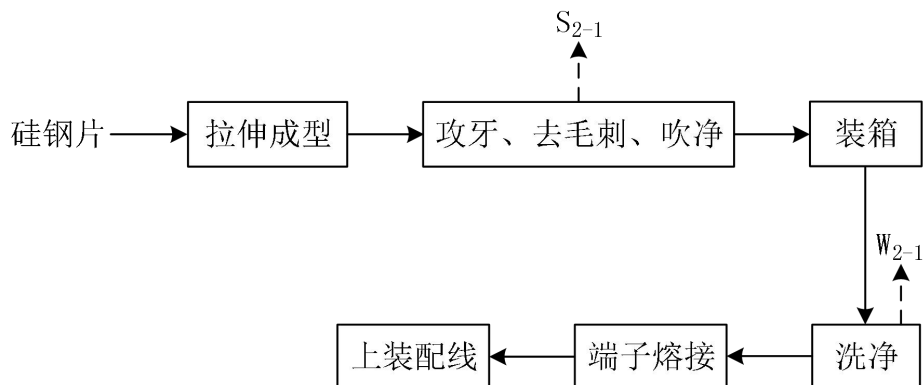 S2-1
硅钢片
拉伸成型
攻牙、去毛刺、吹净
装箱
W2-1
上装配线
端子熔接
洗净